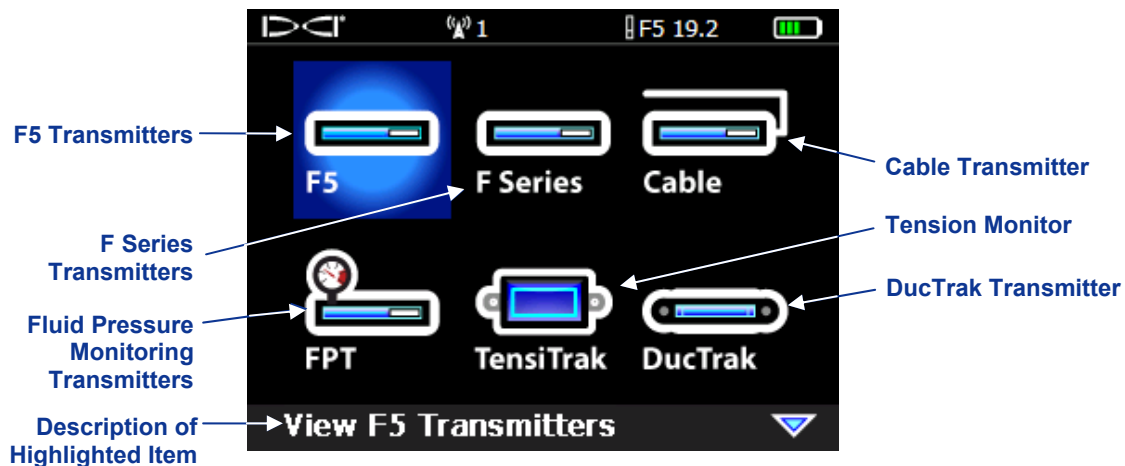 DCI
1
F5 19.2
F5 Transmitters
F5
F Series
Cable
Cable Transmitter
F Series
Transmitters
Tension Monitor
DucTrak Transmitter
Fluid Pressure
Monitoring
Transmitters
FPT
TensiTrak
DucTrak
Description of
Highlighted Item
View F5 Transmitters